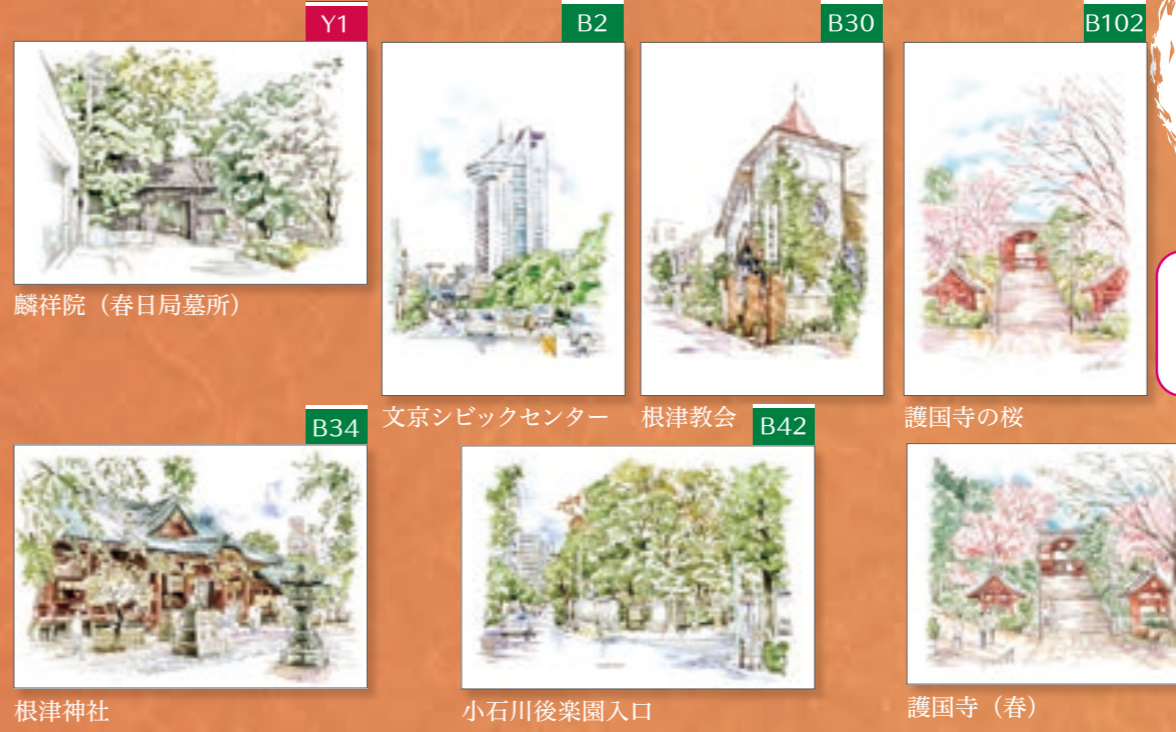 Y1
麟祥院（春日局墓所）
B2
文京シビックセンター
B30
根津教会
B102
護国寺の桜
B34
根津神社
B42
小石川後楽園入口
護国寺（春）